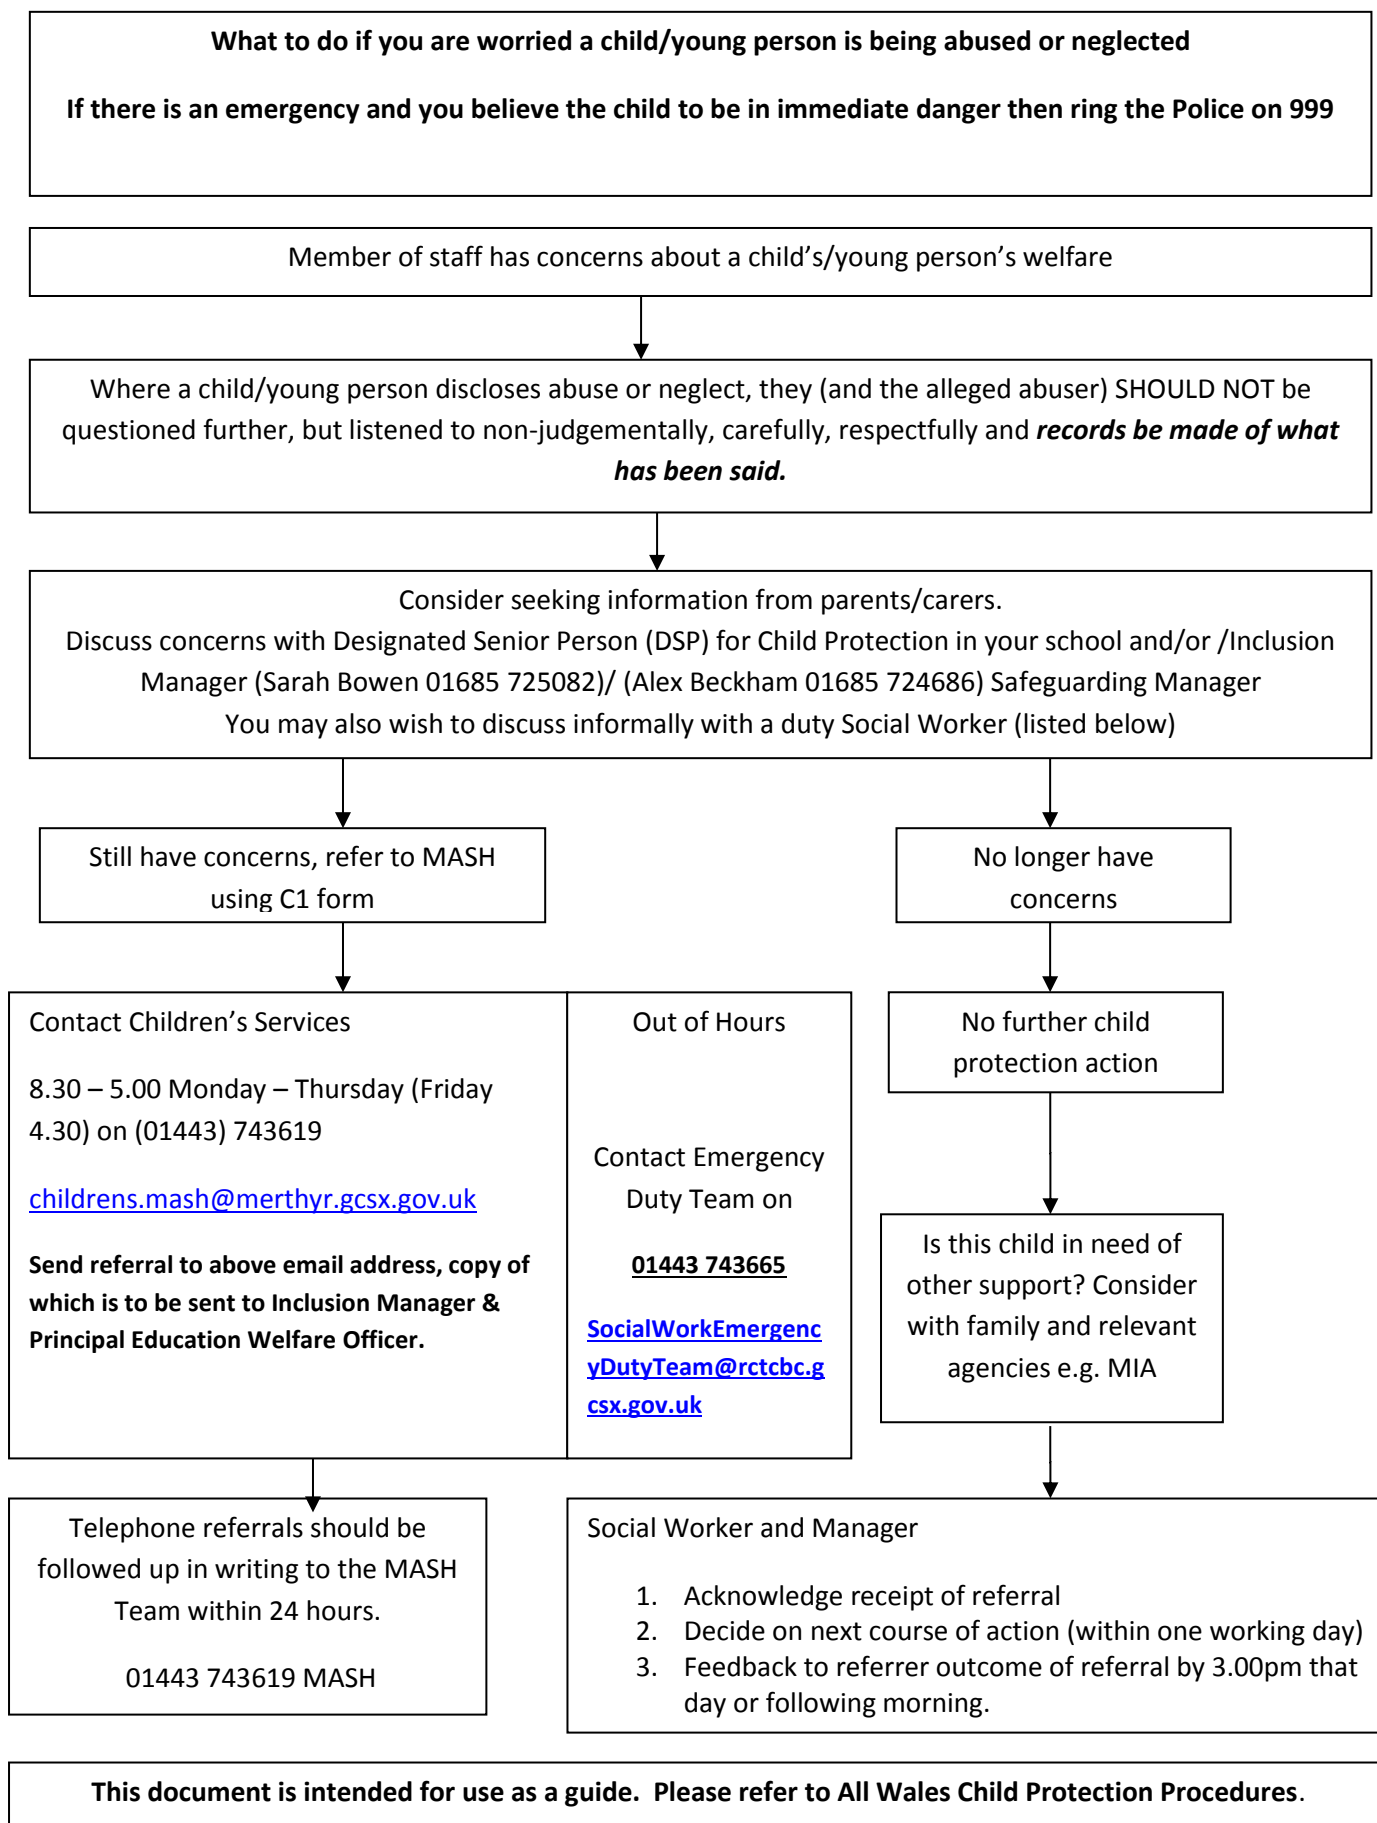 What to do if you are worried a child/young person is being abused or neglected
If there is an emergency and you believe the child to be in immediate danger then ring the Police on 999
Member of staff has concerns about a child’s/young person’s welfare
Where a child/young person discloses abuse or neglect, they (and the alleged abuser) SHOULD NOT be
questioned further, but listened to non-judgementally, carefully, respectfully and records be made of what
has been said.
Consider seeking information from parents/carers.
Discuss concerns with Designated Senior Person (DSP) for Child Protection in your school and/or /Inclusion
Manager (Sarah Bowen 01685 725082)/ (Alex Beckham 01685 724686) Safeguarding Manager
You may also wish to discuss informally with a duty Social Worker (listed below)
Still have concerns, refer to MASH
using C1 form
No longer have
concerns
Contact Children’s Services
8.30 – 5.00 Monday – Thursday (Friday
4.30) on (01443) 743619
childrens.mash@merthyr.gcsx.gov.uk
Send referral to above email address, copy of
which is to be sent to Inclusion Manager &
Principal Education Welfare Officer.
Out of Hours
Contact Emergency
Duty Team on
01443 743665
SocialWorkEmergenc
yDutyTeam@rctcbc.g
csx.gov.uk
No further child
protection action
Is this child in need of
other support? Consider
with family and relevant
agencies e.g. MIA
Telephone referrals should be
followed up in writing to the MASH
Team within 24 hours.
01443 743619 MASH
Social Worker and Manager
1. Acknowledge receipt of referral
2. Decide on next course of action (within one working day)
3. Feedback to referrer outcome of referral by 3.00pm that
day or following morning.
This document is intended for use as a guide.  Please refer to All Wales Child Protection Procedures.